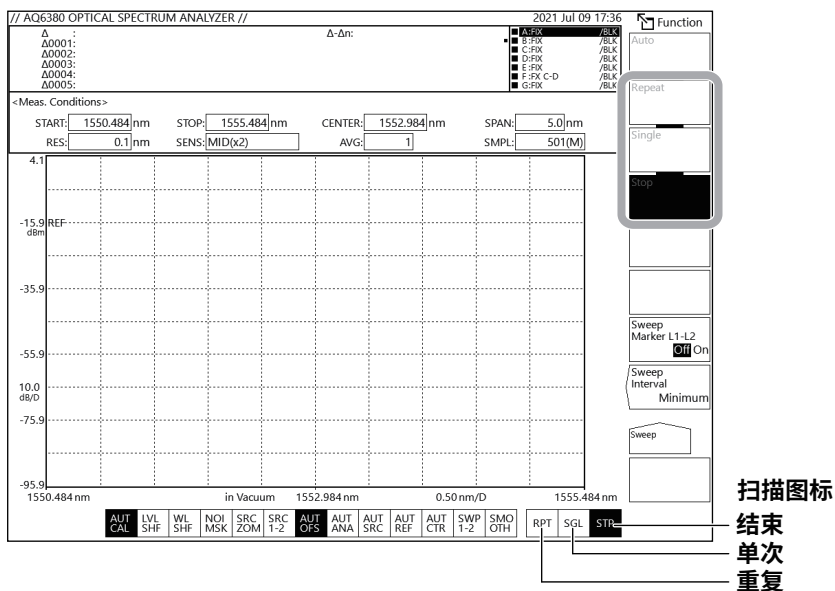 // AQ6380 OPTICAL SPECTRUM ANALYZER // 2021 Jul 09 17:36
Δ :
Δ0001:
Δ0002:
Δ0003:
Δ0004:
Δ0005:
Δ-Δn:
A:FIX /BLK
B:FIX /BLK
C:FIX /BLK
D:FIX /BLK
E:FIX /BLK
F:FX C-D /BLK
G:FIX /BLK
<Meas. Conditions>
START: 1550.484 nm STOP: 1555.484 nm CENTER: 1552.984 nm SPAN: 5.0 nm
RES: 0.1 nm SENS: MID(x2) AVG: 1 SMPL: 501(M)
4.1
-15.9 REF
dBm
-35.9
-55.9
10.0
dB/D
-75.9
-95.9
1550.484 nm in Vacuum 1552.984 nm 0.50 nm/D 1555.484 nm
AUT CAL LVL SHF WL SHF NOI MSK SRC ZOM SRC 1-2 AUT OFS AUT ANA AUT SRC AUT REF AUT CTR SWP 1-2 SMO OTH RPT SGL STP
Function
Auto
Repeat
Single
Stop
Sweep
Marker L1-L2
Off On
Sweep
Interval
Minimum
Sweep
扫描图标
结束
单次
重复